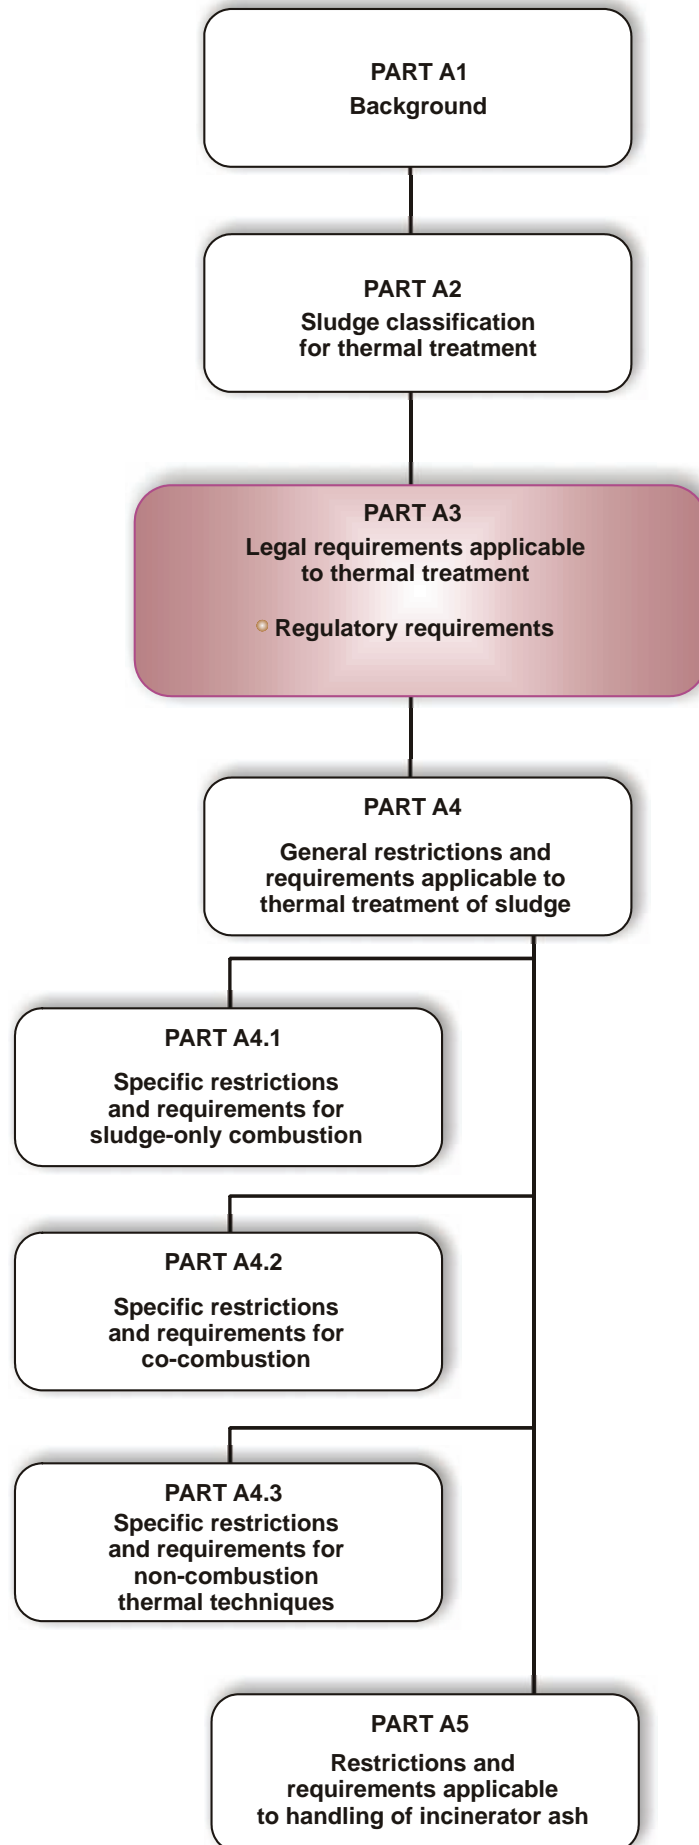 PART A1
Background
PART A2
Sludge classification
for thermal treatment
PART A3
Legal requirements applicable
to thermal treatment
Regulatory requirements
PART A4
General restrictions and
requirements applicable to
thermal treatment of sludge
PART A4.1
Specific restrictions
and requirements for
sludge-only combustion
PART A4.2
Specific restrictions
and requirements for
co-combustion
PART A4.3
Specific restrictions
and requirements for
non-combustion
thermal techniques
PART A5
Restrictions and
requirements applicable
to handling of incinerator ash